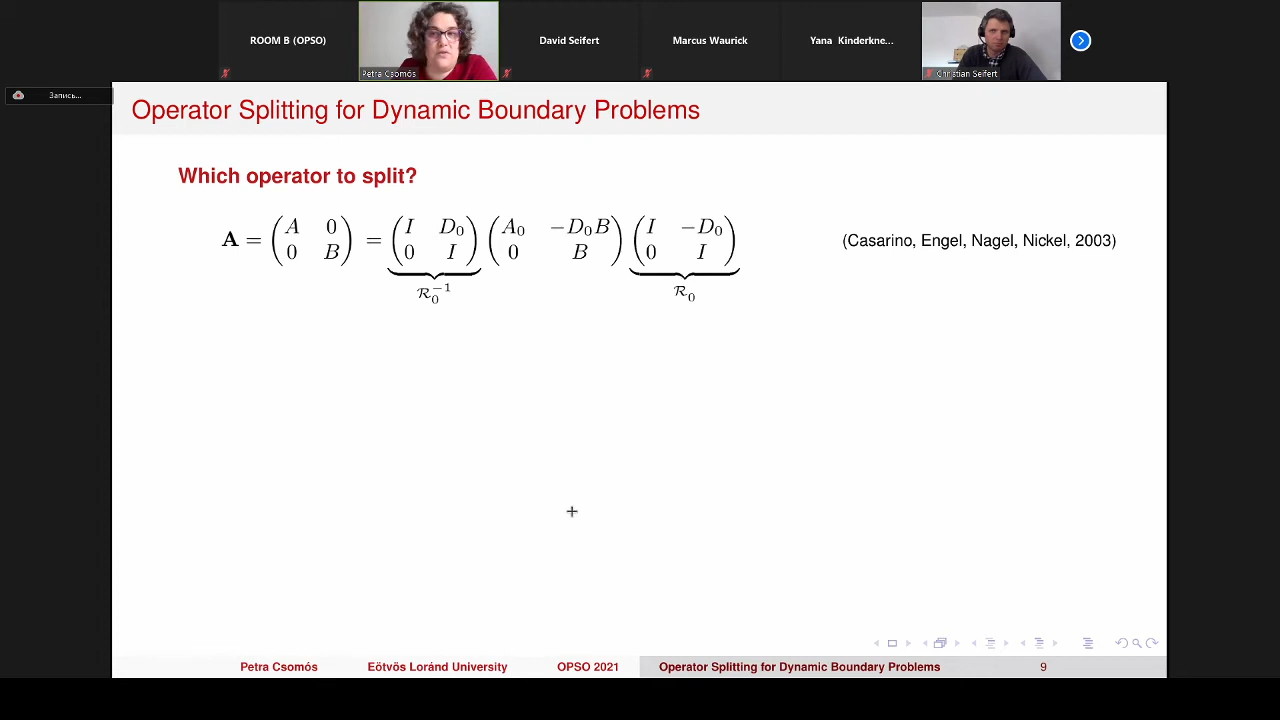 ROOM B (OPSO)
Petra Csomós
David Seifert
Marcus Waurick
Yana Kinderkne...
Christian Seifert
Запись...
Operator Splitting for Dynamic Boundary Problems
Which operator to split?
A = (A 0 0 B) = (I D₀ 0 I) (A₀ −D₀B 0 B) (I −D₀ 0 I) (Casarino, Engel, Nagel, Nickel, 2003)
ℛ₀⁻¹ ℛ₀
Petra Csomós Eötvös Loránd University OPSO 2021 Operator Splitting for Dynamic Boundary Problems 9